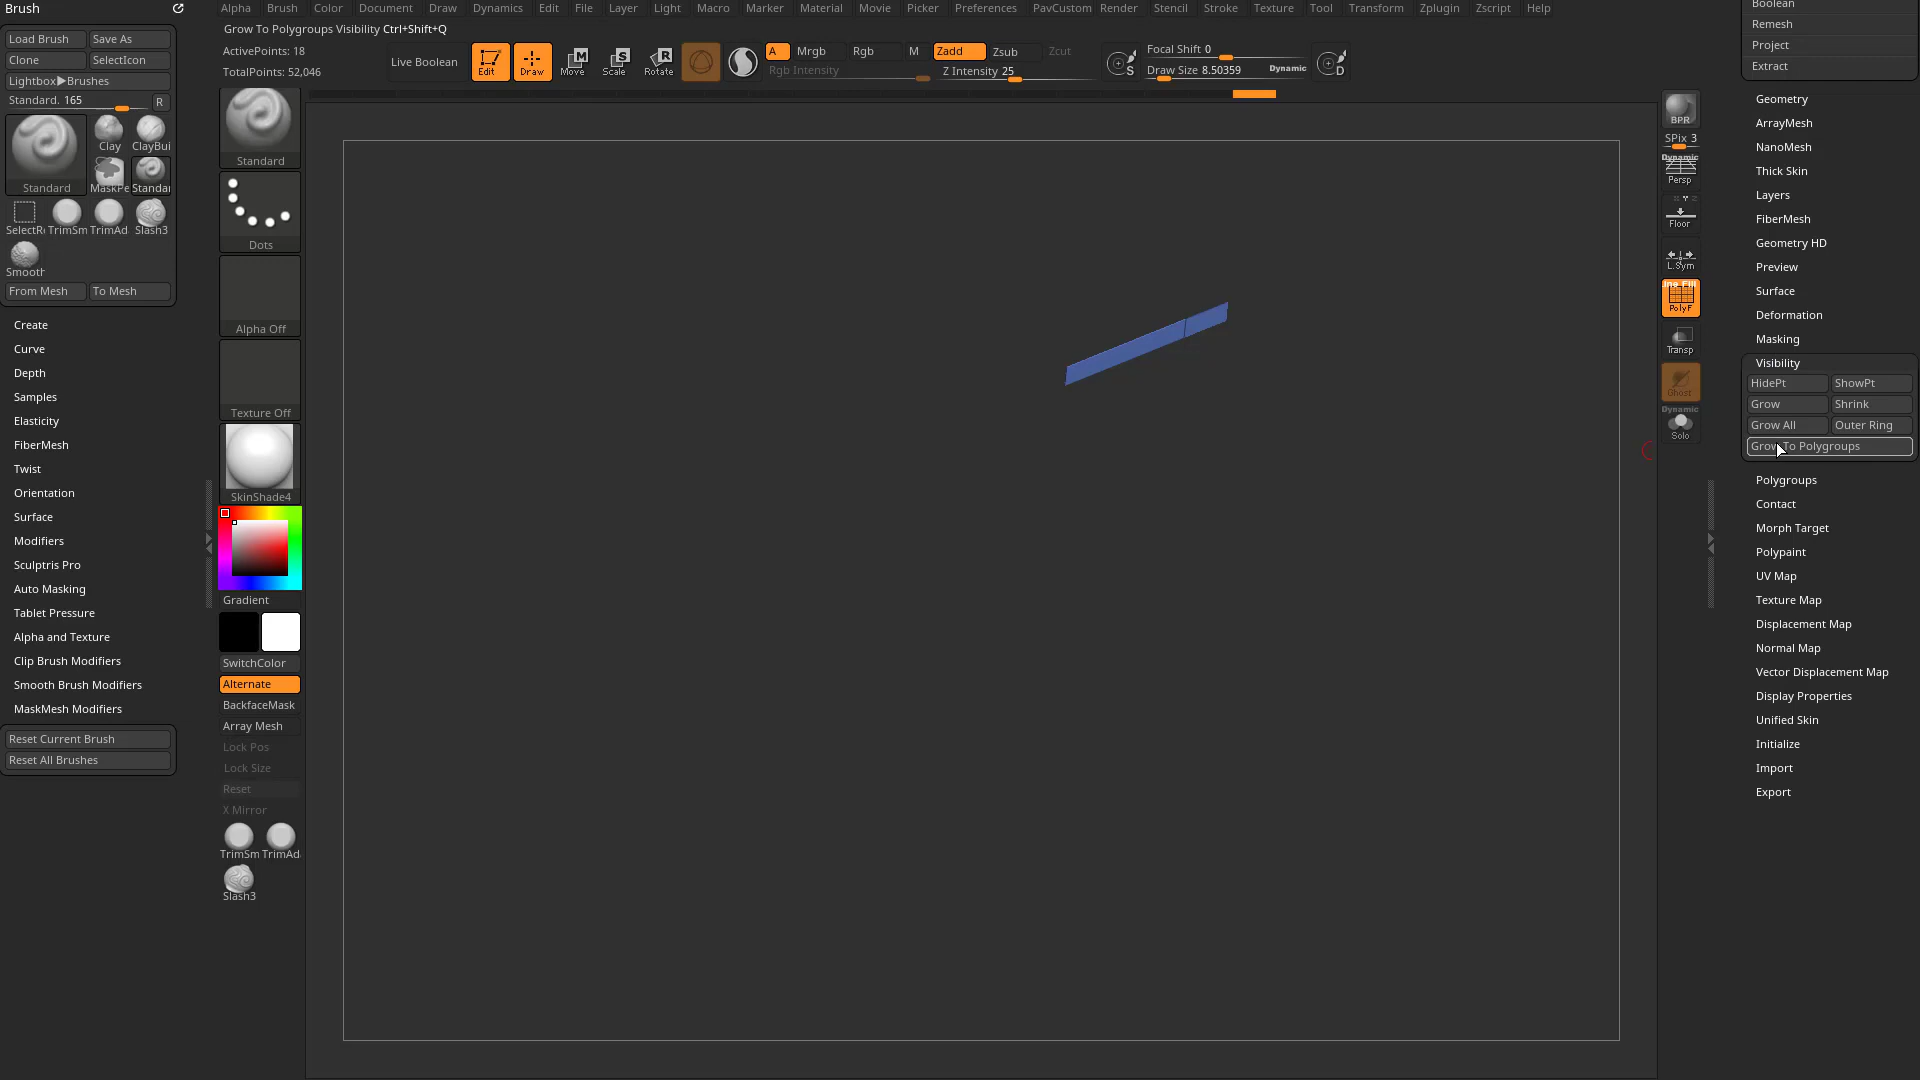 Brush
Alpha Brush Color Document Draw Dynamics Edit File Layer Light Macro Marker Material Movie Picker Preferences PavCustom Render Stencil Stroke Texture Tool Transform Zplugin Zscript Help
Grow To Polygroups Visibility Ctrl+Shift+Q
Load Brush Save As
Clone SelectIcon
Lightbox▶Brushes
Standard. 165 R
Standard
Clay ClayBui
MaskPe Standar
SelectR TrimSm TrimAd Slash3
Smooth
From Mesh To Mesh
Create
Curve
Depth
Samples
Elasticity
FiberMesh
Twist
Orientation
Surface
Modifiers
Sculptris Pro
Auto Masking
Tablet Pressure
Alpha and Texture
Clip Brush Modifiers
Smooth Brush Modifiers
MaskMesh Modifiers
Reset Current Brush
Reset All Brushes
ActivePoints: 18
TotalPoints: 52,046
Live Boolean
Edit Draw Move Scale Rotate
A Mrgb Rgb M Zadd Zsub Zcut
Rgb Intensity Z Intensity 25
Focal Shift 0
Draw Size 8.50359 Dynamic
S D
Standard
Dots
Alpha Off
Texture Off
SkinShade4
Gradient
SwitchColor
Alternate
BackfaceMask
Array Mesh
Lock Pos
Lock Size
Reset
X Mirror
TrimSm TrimAd
Slash3
BPR
SPix 3
Dynamic
Persp
Floor
L.Sym
Line Fill
PolyF
Transp
Ghost
Dynamic
Solo
Boolean
Remesh
Project
Extract
Geometry
ArrayMesh
NanoMesh
Thick Skin
Layers
FiberMesh
Geometry HD
Preview
Surface
Deformation
Masking
Visibility
HidePt ShowPt
Grow Shrink
Grow All Outer Ring
Grow To Polygroups
Polygroups
Contact
Morph Target
Polypaint
UV Map
Texture Map
Displacement Map
Normal Map
Vector Displacement Map
Display Properties
Unified Skin
Initialize
Import
Export